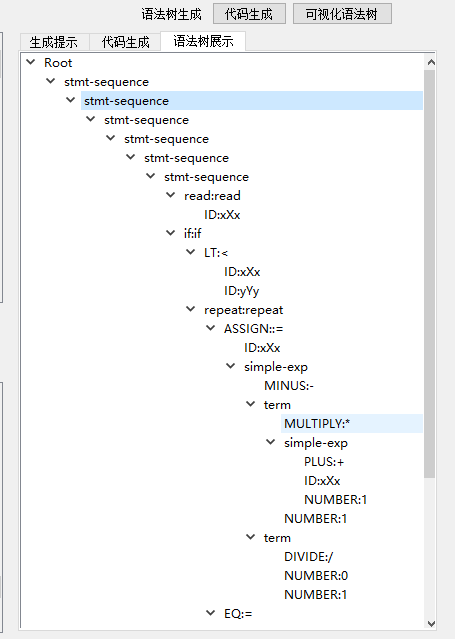 语法树生成 代码生成 可视化语法树
生成提示 代码生成 语法树展示
Root
stmt-sequence
stmt-sequence
stmt-sequence
stmt-sequence
stmt-sequence
stmt-sequence
read:read
ID:xXx
if:if
LT:<
ID:xXx
ID:yYy
repeat:repeat
ASSIGN::=
ID:xXx
simple-exp
MINUS:-
term
MULTIPLY:*
simple-exp
PLUS:+
ID:xXx
NUMBER:1
NUMBER:1
term
DIVIDE:/
NUMBER:0
NUMBER:1
EQ:=